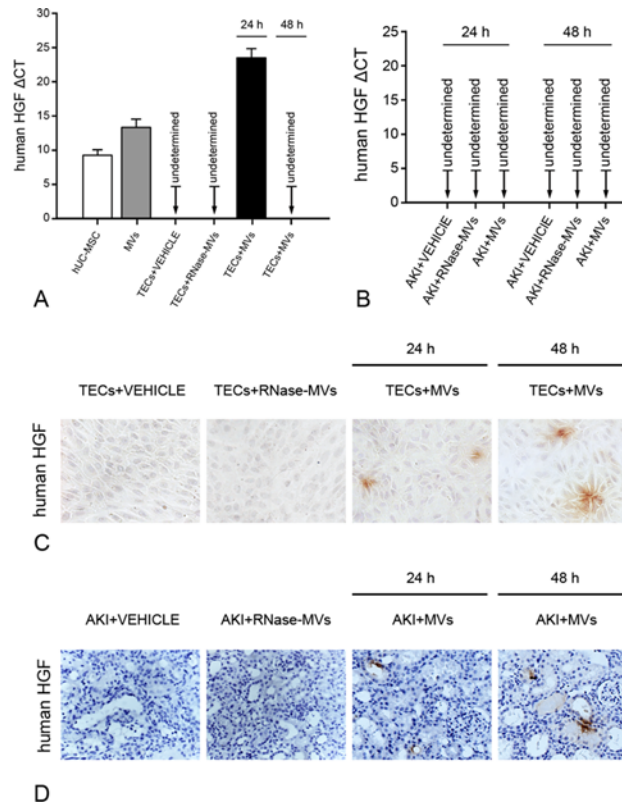 24 h 48 h
30
25
20
15
10
5
0
human HGF ΔCT
undetermined
undetermined
undetermined
hUC-MSC
MVs
TECs+VEHICLE
TECs+RNase-MVs
TECs+MVs
TECs+MVs
A
24 h 48 h
25
20
15
10
5
0
human HGF ΔCT
undetermined
undetermined
undetermined
undetermined
undetermined
undetermined
AKI+VEHICIE
AKI+RNase-MVs
AKI+MVs
AKI+VEHICIE
AKI+RNase-MVs
AKI+MVs
B
24 h 48 h
TECs+VEHICLE TECs+RNase-MVs TECs+MVs TECs+MVs
human HGF
C
24 h 48 h
AKI+VEHICLE AKI+RNase-MVs AKI+MVs AKI+MVs
human HGF
D